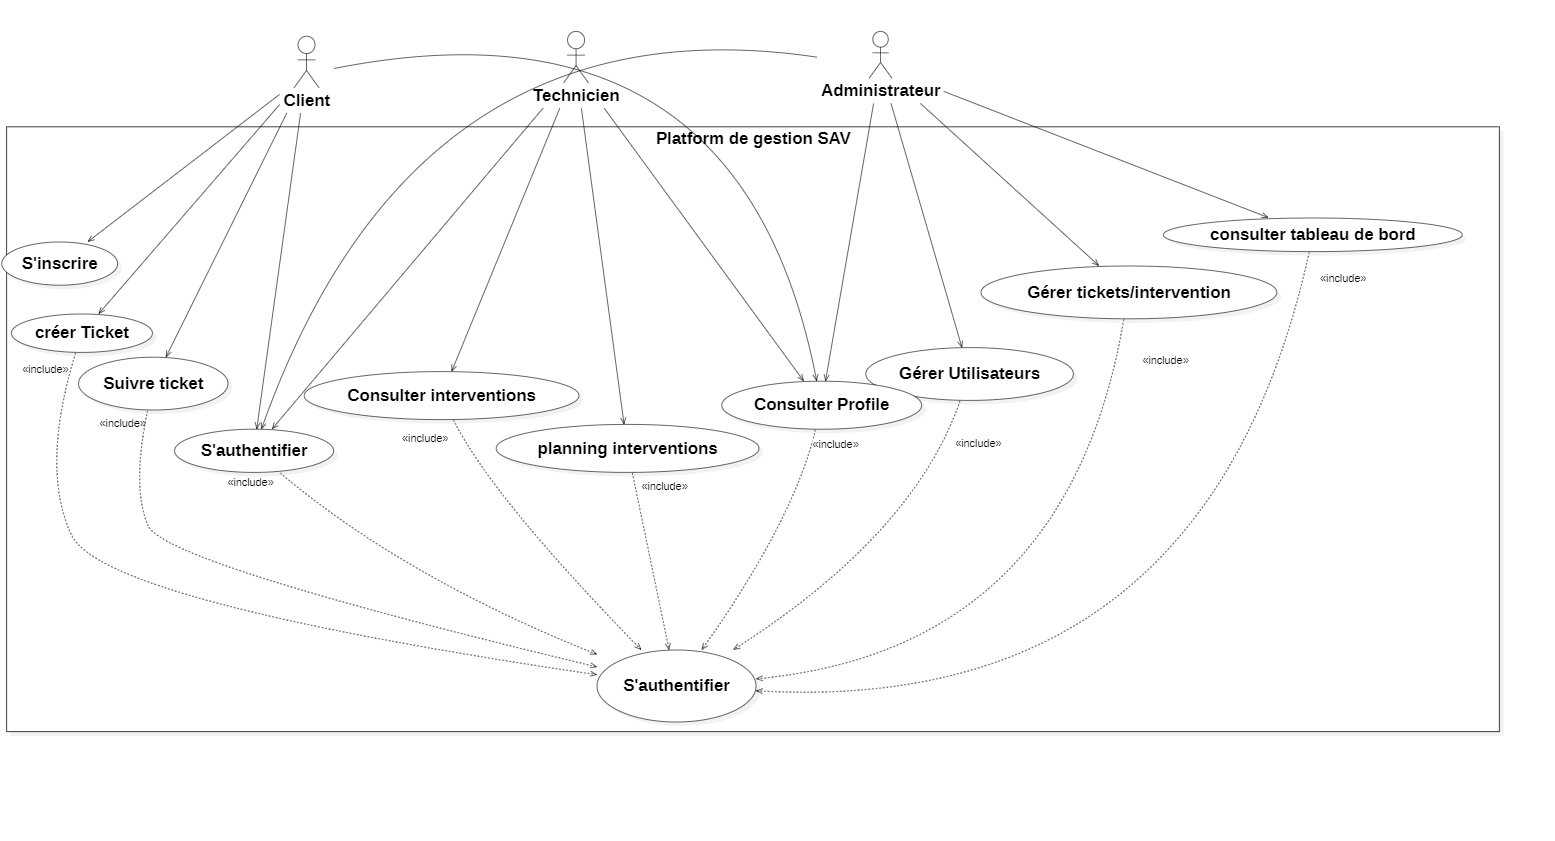 Client
Technicien
Administrateur
Platform de gestion SAV
S'inscrire
consulter tableau de bord
«include»
Gérer tickets/intervention
créer Ticket
«include»
«include»
Suivre ticket
Gérer Utilisateurs
Consulter interventions
Consulter Profile
«include»
«include»
«include»
«include»
S'authentifier
planning interventions
«include»
«include»
S'authentifier